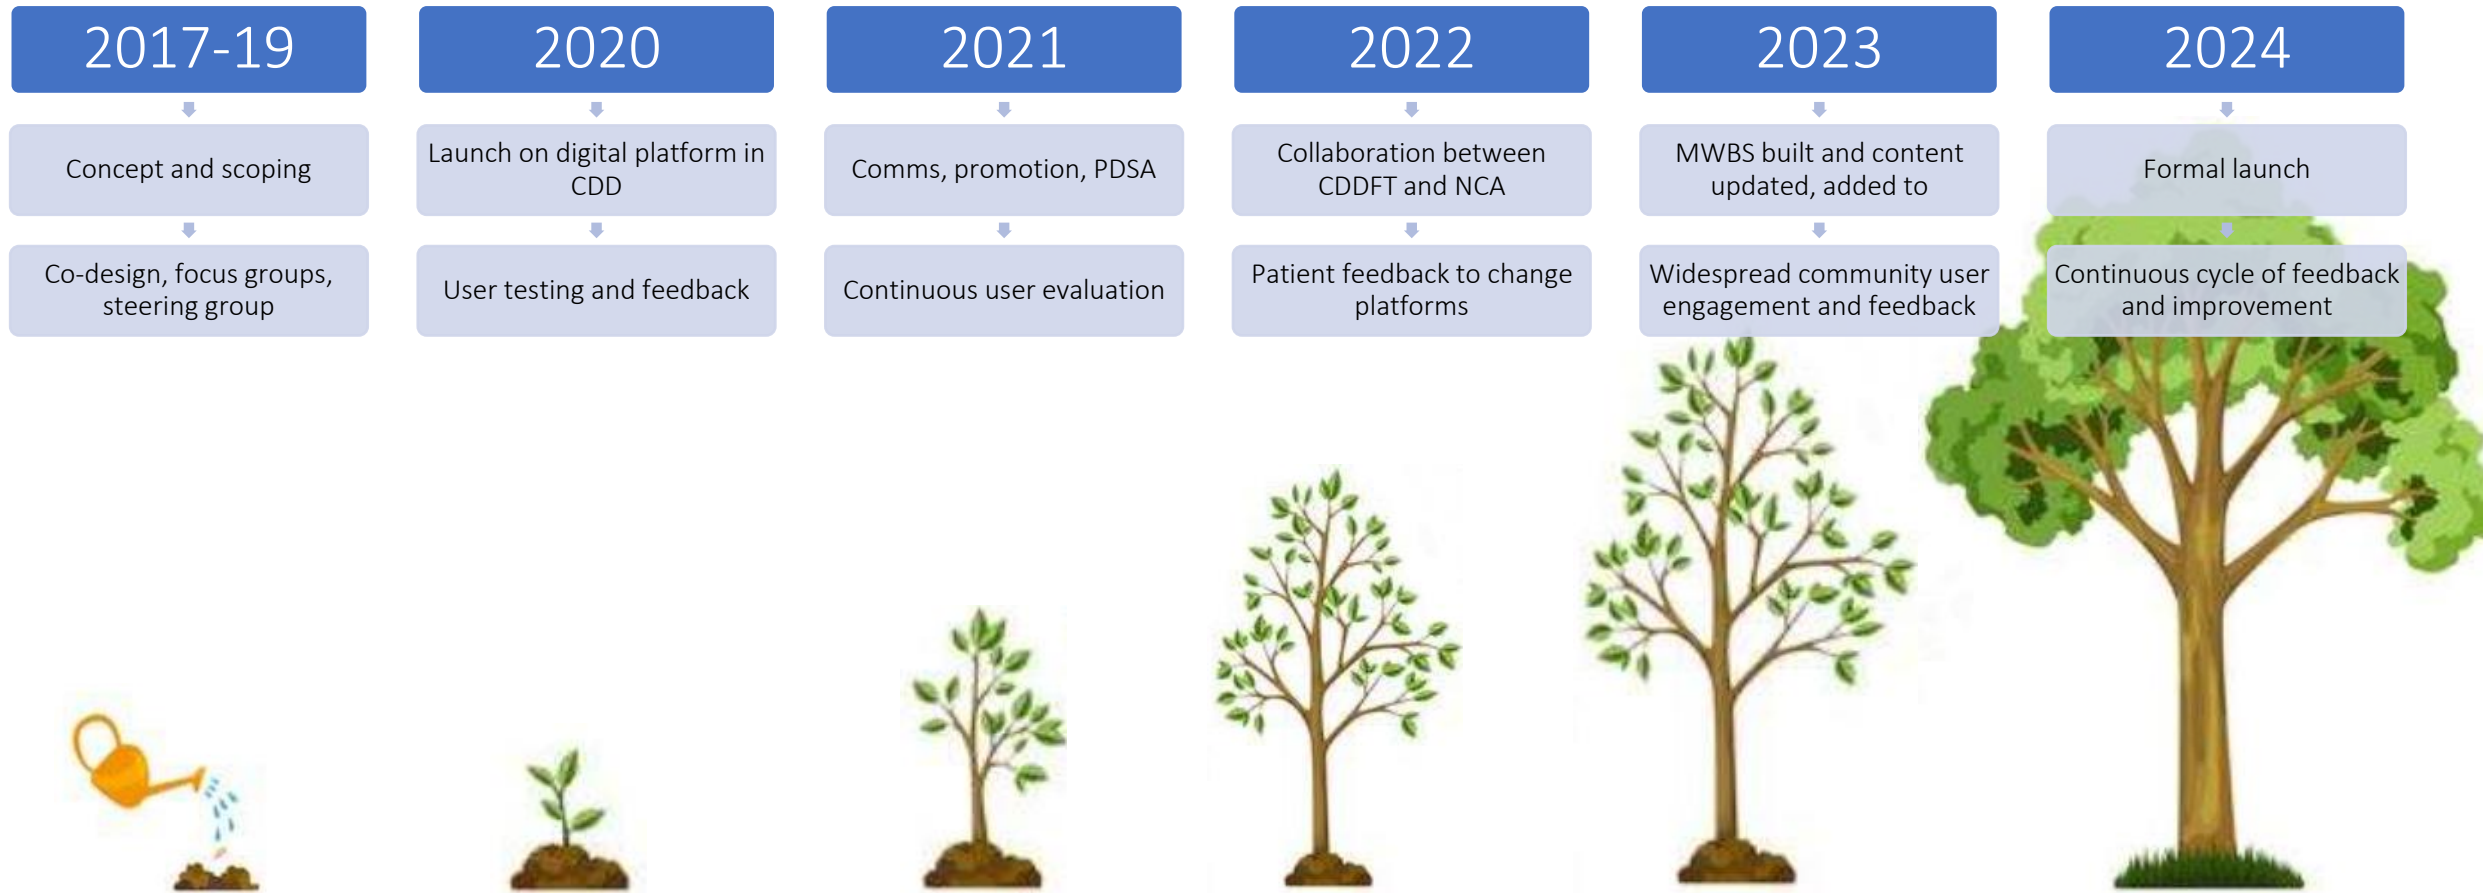 2017-19
Concept and scoping
Co-design, focus groups,
steering group
2020
Launch on digital platform in
CDD
User testing and feedback
2021
Comms, promotion, PDSA
Continuous user evaluation
2022
Collaboration between
CDDFT and NCA
Patient feedback to change
platforms
2023
MWBS built and content
updated, added to
Widespread community user
engagement and feedback
2024
Formal launch
Continuous cycle of feedback
and improvement